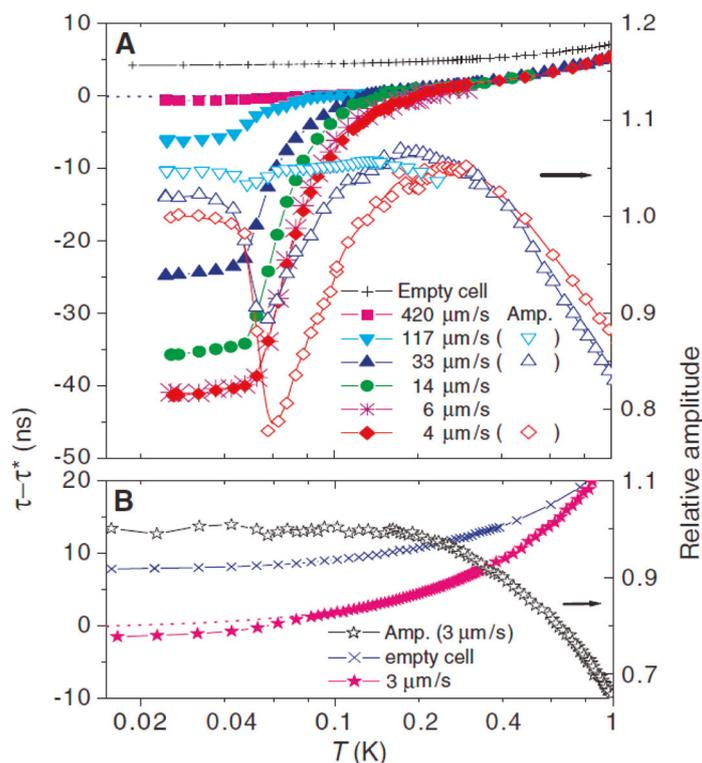 10
0
-10
-20
-30
-40
-50
A
1.2
1.1
1.0
0.9
0.8
Empty cell
420 μm/s Amp.
117 μm/s ( )
33 μm/s ( )
14 μm/s
6 μm/s
4 μm/s ( )
τ−τ* (ns)
Relative amplitude
20
10
0
-10
B
1.1
0.9
0.7
Amp. (3 μm/s)
empty cell
3 μm/s
0.02 0.1 0.2 0.4 1
T (K)